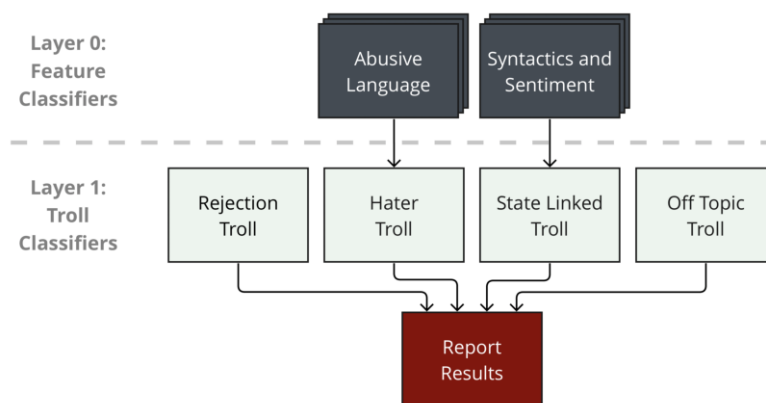 Layer 0:
Feature
Classifiers
Abusive
Language
Syntactics and
Sentiment
Layer 1:
Troll
Classifiers
Rejection
Troll
Hater
Troll
State Linked
Troll
Off Topic
Troll
Report
Results